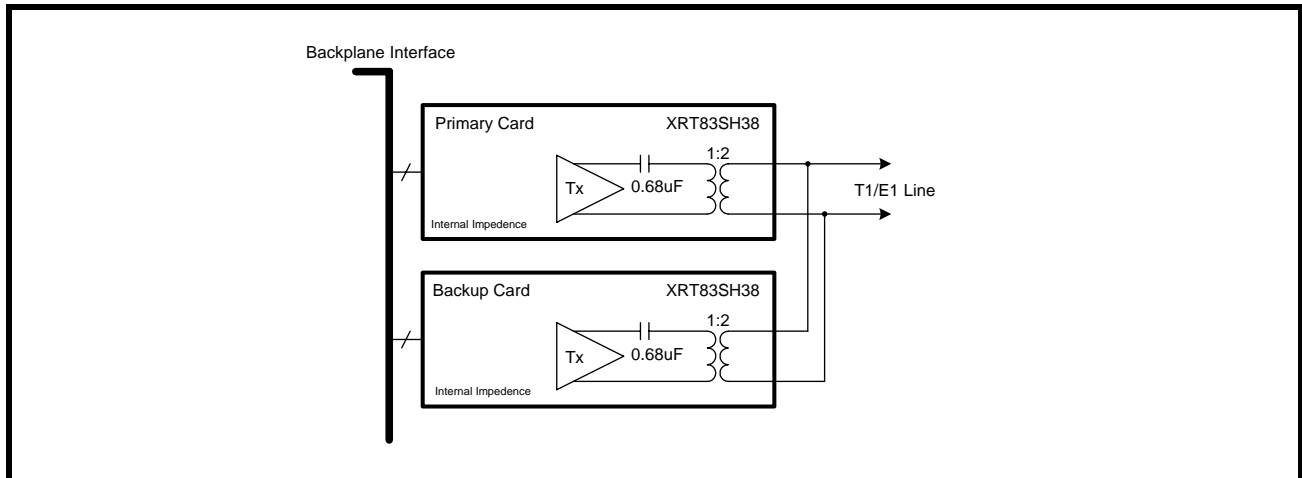 Backplane Interface
Primary Card
XRT83SH38
1:2
Tx
0.68uF
T1/E1 Line
Internal Impedence
Backup Card
XRT83SH38
1:2
Tx
0.68uF
Internal Impedence